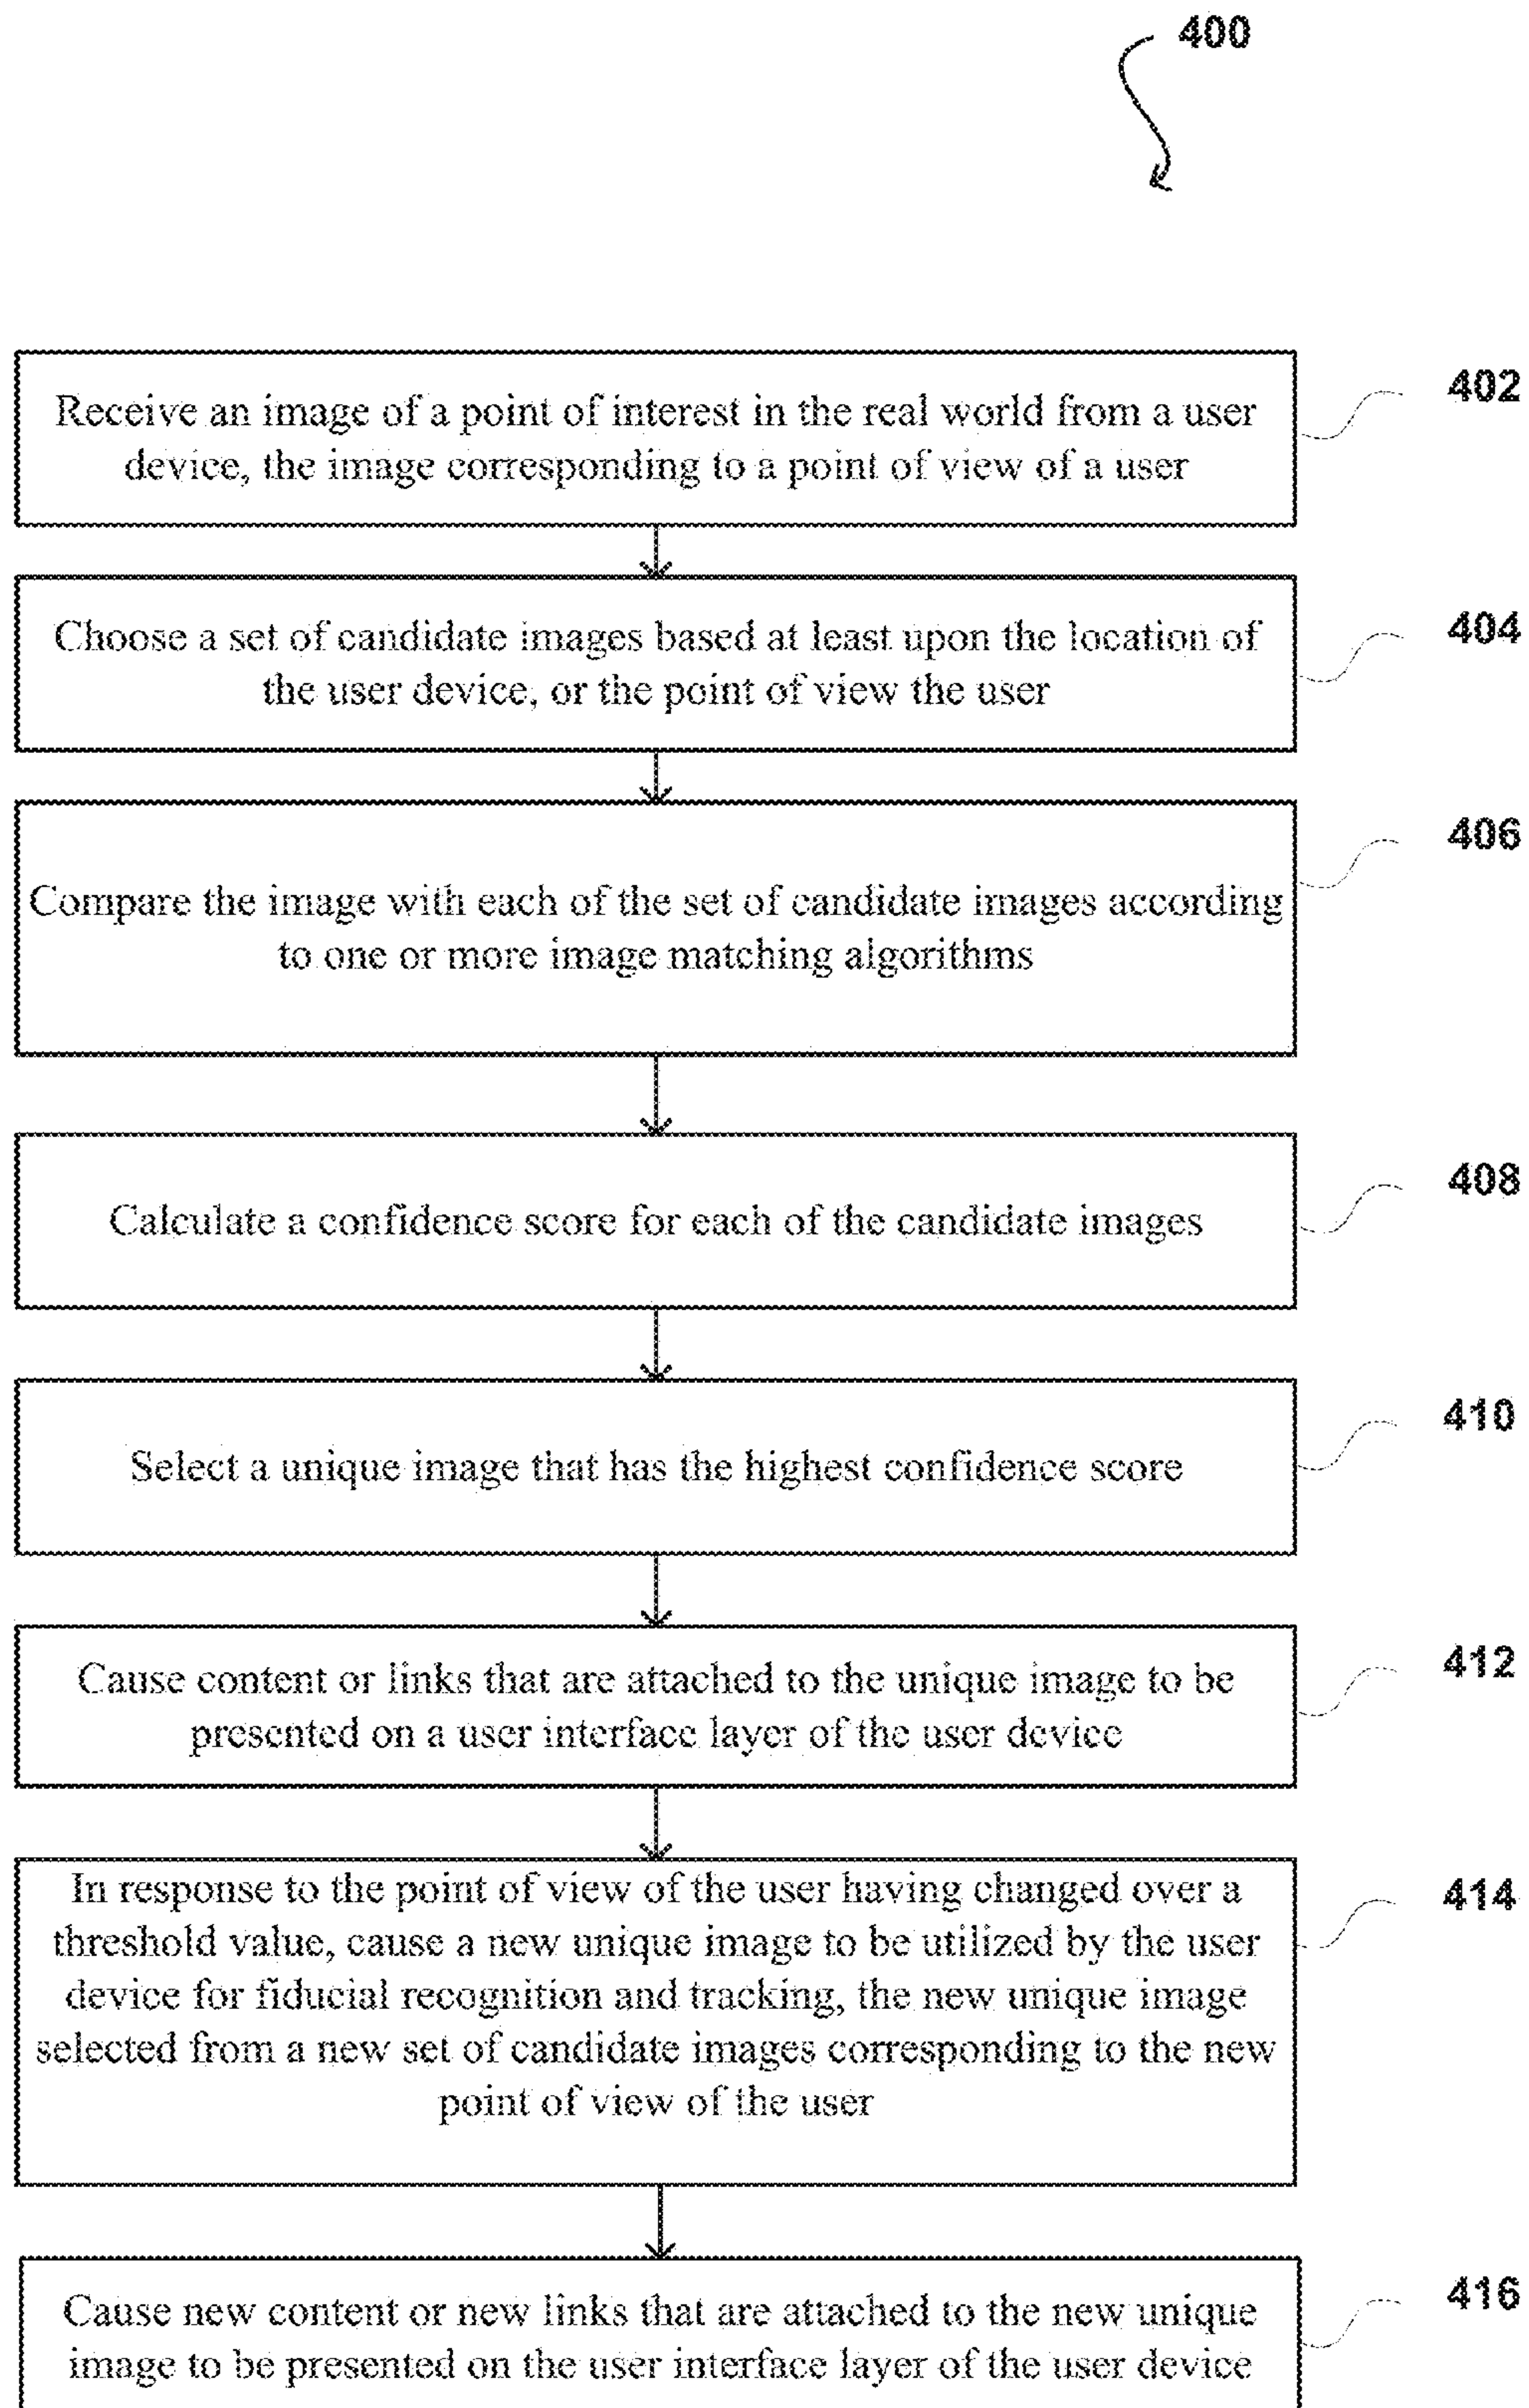 400
Receive an image of a point of interest in the real world from a user
device, the image corresponding to a point of view of a user
402
Choose a set of candidate images based at least upon the location of
the user device, or the point of view the user
404
Compare the image with each of the set of candidate images according
to one or more image matching algorithms
406
Calculate a confidence score for each of the candidate images
408
Select a unique image that has the highest confidence score
410
Cause content or links that are attached to the unique image to be
presented on a user interface layer of the user device
412
In response to the point of view of the user having changed over a
threshold value, cause a new unique image to be utilized by the user
device for fiducial recognition and tracking, the new unique image
selected from a new set of candidate images corresponding to the new
point of view of the user
414
Cause new content or new links that are attached to the new unique
image to be presented on the user interface layer of the user device
416